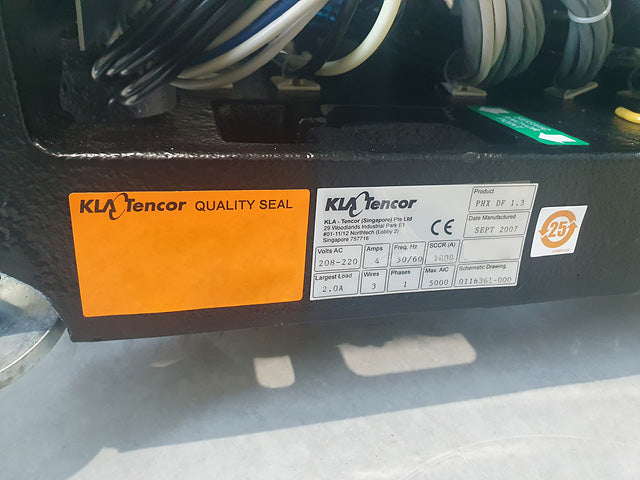 KLA Tencor QUALITY SEAL
KLA Tencor
KLA - Tencor (Singapore) Pte Ltd
29 Woodlands Industrial Park E1
#01-11/12 Northtech (Lobby 2)
Singapore 757716
CE
Product
PHX DF 1.3
Date Manufactured
SEPT 2007
Volts AC
208-220
Amps
4
Freq, Hz
50/60
SCCR (A)
Largest Load
2.0A
Wires
3
Phases
1
Max. AIC
5000
Schematic Drawing
0116361-000
25